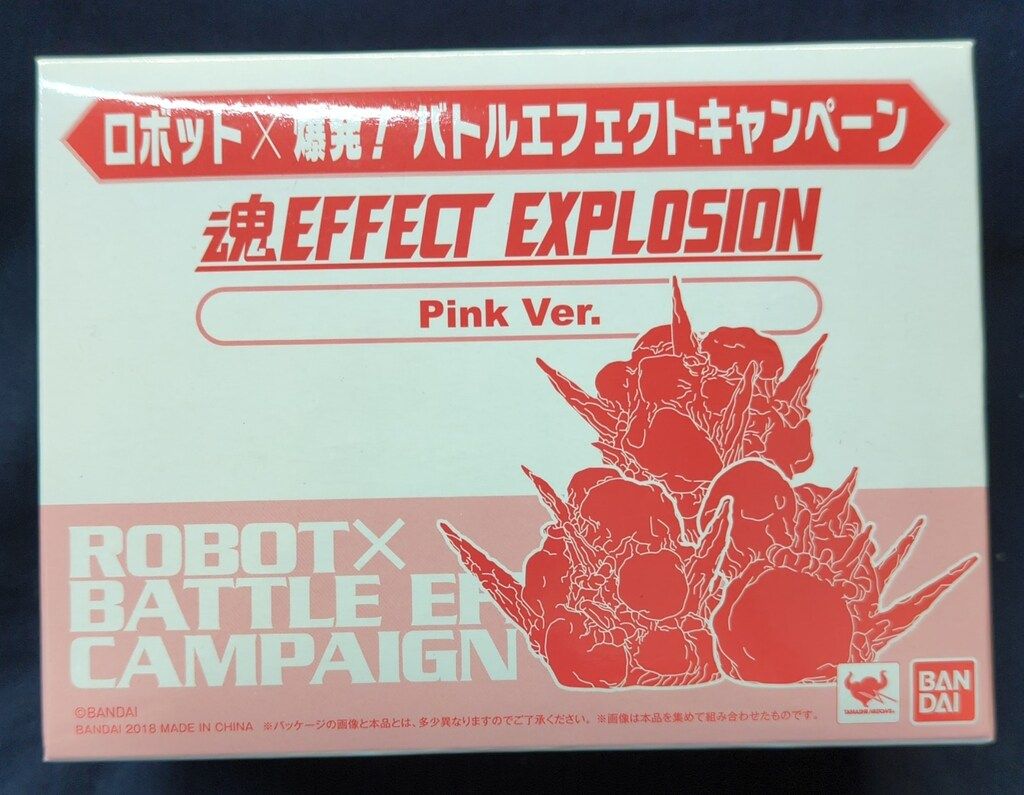 ロボット×爆発!バトルエフェクトキャンペーン
魂EFFECT EXPLOSION
Pink Ver.
ROBOT×
BATTLE EF
CAMPAIGN
©BANDAI
BANDAI 2018 MADE IN CHINA ※パッケージの画像と本品とは、多少異なりますのでご了承ください。※画像は本品を集めて組み合わせたものです。
TAMASHII NATIONS
BAN
DAI